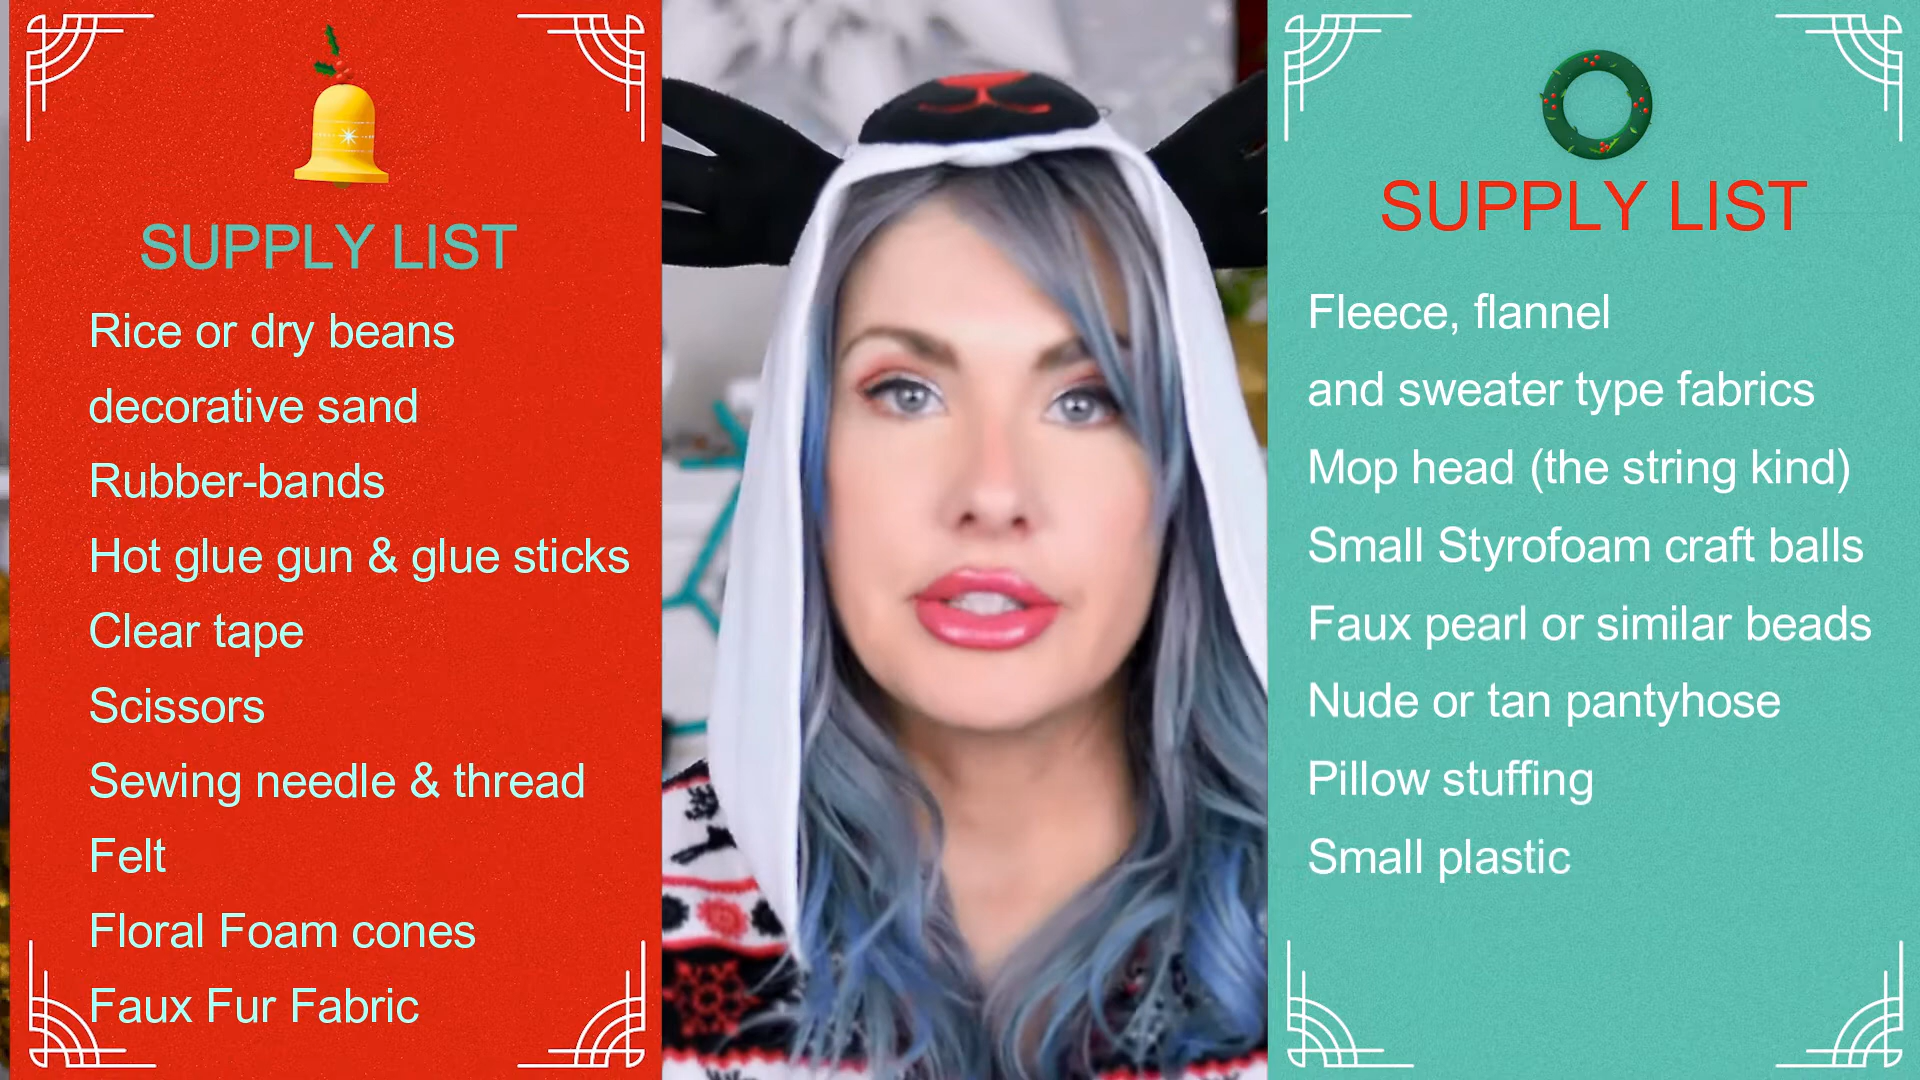 SUPPLY LIST
Rice or dry beans
decorative sand
Rubber-bands
Hot glue gun & glue sticks
Clear tape
Scissors
Sewing needle & thread
Felt
Floral Foam cones
Faux Fur Fabric
SUPPLY LIST
Fleece, flannel
and sweater type fabrics
Mop head (the string kind)
Small Styrofoam craft balls
Faux pearl or similar beads
Nude or tan pantyhose
Pillow stuffing
Small plastic